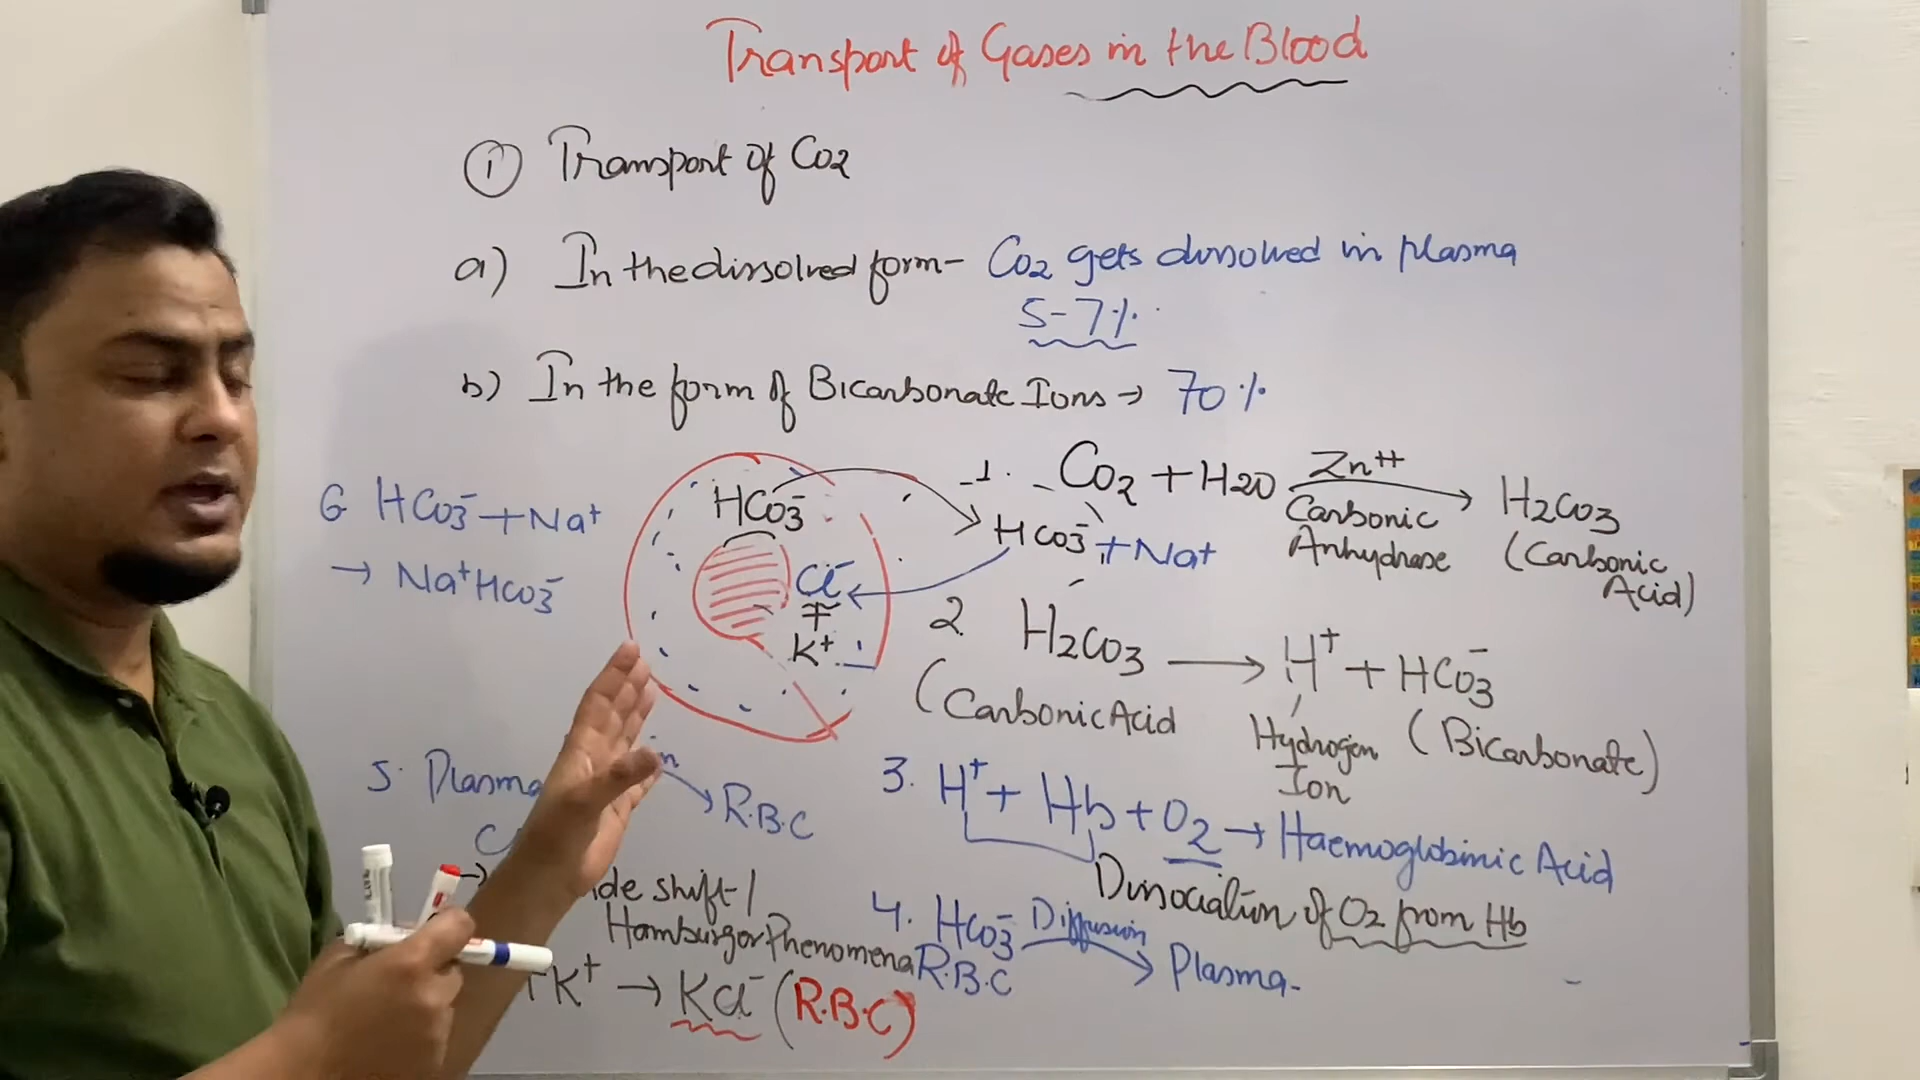 Transport of Gases in the Blood
① Transport of Co2
a) In the dissolved form- Co2 gets dissolved in plasma
5-7%.
b) In the form of Bicarbonate Ions → 70%
1. Co2 + H2O Zn++ → H2Co3
Carbonic Anhydrase
(Carbonic Acid)
HCo3-
HCo3- + Na+
Cl-
+
K+
6 HCo3- + Na+
→ Na+HCo3-
2. H2Co3 → H+ + HCo3-
(Carbonic Acid
Hydrogen Ion
(Bicarbonate)
3. H+ + Hb + O2 → Haemoglobinic Acid
Dissociation of O2 from Hb
4. HCo3- Diffusion → Plasma.
R.B.C
5. Plasma
R.B.C
shift/
Hamburger Phenomena
K+ → KCl- (R.B.C)